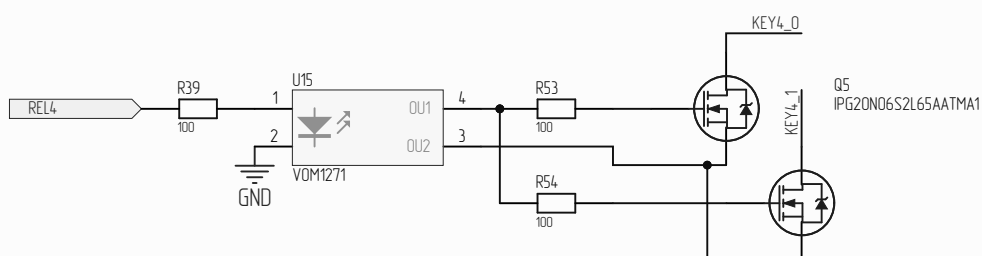 KEY4_0
REL4
R39
100
1
2
GND
U15
OU1
OU2
VOM1271
4
3
R53
100
R54
100
KEY4_1
Q5
IPG20N06S2L65AATMA1